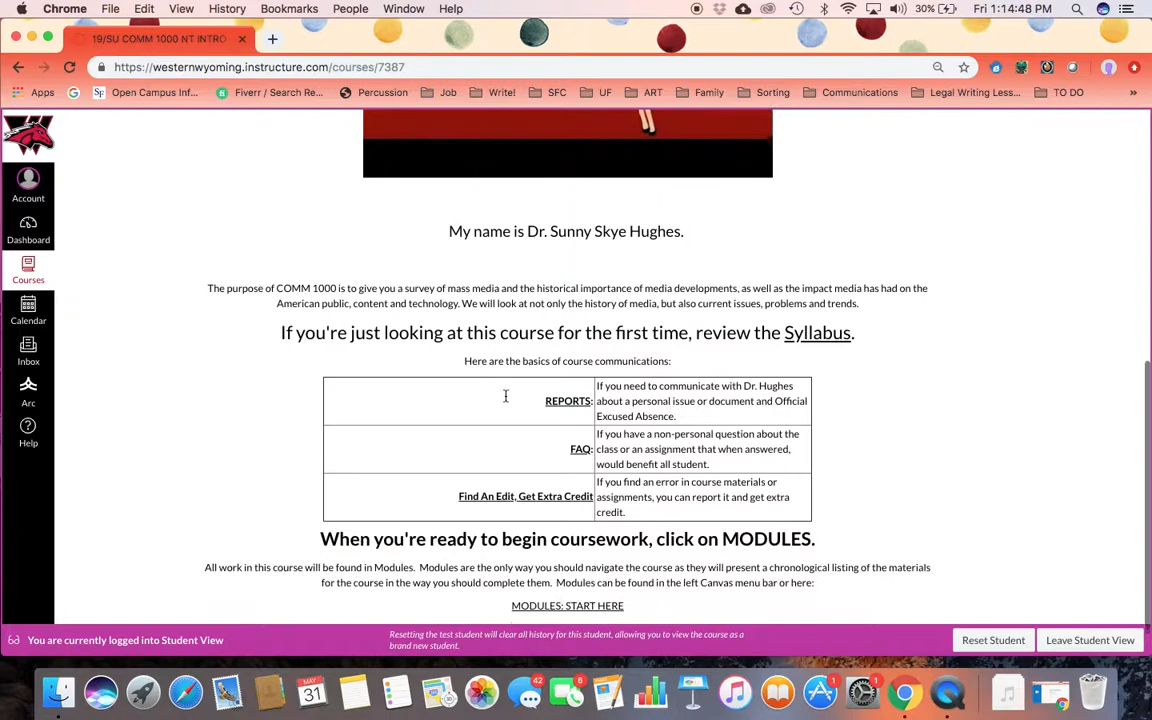 Chrome File Edit View History Bookmarks People Window Help 30% Fri 1:14:48 PM
19/SU COMM 1000 NT INTRO
https://westernwyoming.instructure.com/courses/7387
Apps Open Campus Inf... Fiverr / Search Re... Percussion Job Write! SFC UF ART Family Sorting Communications Legal Writing Less... TO DO
Account
Dashboard
Courses
Calendar
Inbox
Arc
Help
My name is Dr. Sunny Skye Hughes.
The purpose of COMM 1000 is to give you a survey of mass media and the historical importance of media developments, as well as the impact media has had on the
American public, content and technology. We will look at not only the history of media, but also current issues, problems and trends.
If you're just looking at this course for the first time, review the Syllabus.
Here are the basics of course communications:
REPORTS:
If you need to communicate with Dr. Hughes
about a personal issue or document and Official
Excused Absence.
FAQ:
If you have a non-personal question about the
class or an assignment that when answered,
would benefit all student.
Find An Edit, Get Extra Credit
If you find an error in course materials or
assignments, you can report it and get extra
credit.
When you're ready to begin coursework, click on MODULES.
All work in this course will be found in Modules. Modules are the only way you should navigate the course as they will present a chronological listing of the materials
for the course in the way you should complete them. Modules can be found in the left Canvas menu bar or here:
MODULES: START HERE
You are currently logged into Student View
Resetting the test student will clear all history for this student, allowing you to view the course as a
brand new student.
Reset Student
Leave Student View
MAY
31
42
6
1
1